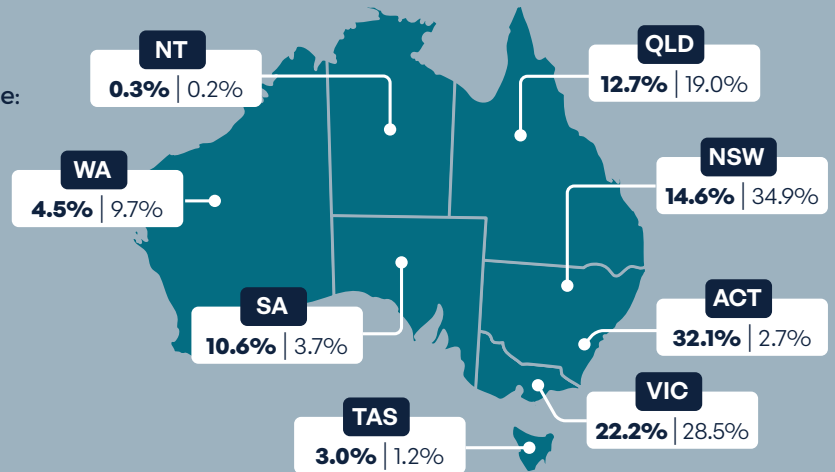 NT
0.3% | 0.2%
QLD
12.7% | 19.0%
e:
WA
4.5% | 9.7%
NSW
14.6% | 34.9%
SA
10.6% | 3.7%
ACT
32.1% | 2.7%
VIC
22.2% | 28.5%
TAS
3.0% | 1.2%